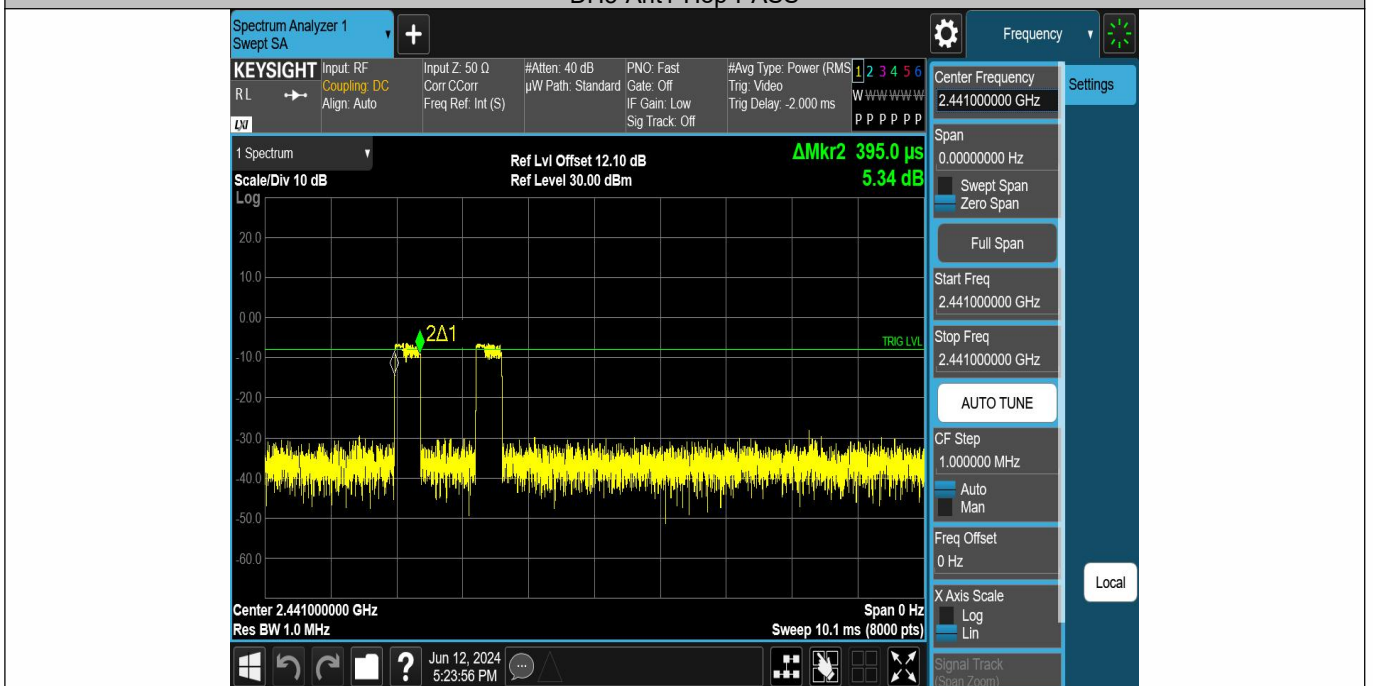 Spectrum Analyzer 1
Swept SA
+
Frequency
KEYSIGHT
RL
LXI
Input: RF
Coupling: DC
Align: Auto
Input Z: 50 Ω
Corr CCorr
Freq Ref: Int (S)
#Atten: 40 dB
µW Path: Standard
PNO: Fast
Gate: Off
IF Gain: Low
Sig Track: Off
#Avg Type: Power (RMS
Trig: Video
Trig Delay: -2.000 ms
1 2 3 4 5 6
W W W W W W
P P P P P P
1 Spectrum
Scale/Div 10 dB
Ref Lvl Offset 12.10 dB
Ref Level 30.00 dBm
ΔMkr2 395.0 µs
5.34 dB
Log
20.0
10.0
0.00
-10.0
-20.0
-30.0
-40.0
-50.0
-60.0
2Δ1
TRIG LVL
Center 2.441000000 GHz
Res BW 1.0 MHz
Span 0 Hz
Sweep 10.1 ms (8000 pts)
?
Jun 12, 2024
5:23:56 PM
Center Frequency
2.441000000 GHz
Settings
Span
0.00000000 Hz
Swept Span
Zero Span
Full Span
Start Freq
2.441000000 GHz
Stop Freq
2.441000000 GHz
AUTO TUNE
CF Step
1.000000 MHz
Auto
Man
Freq Offset
0 Hz
X Axis Scale
Log
Lin
Local
Signal Track
(Span Zoom)